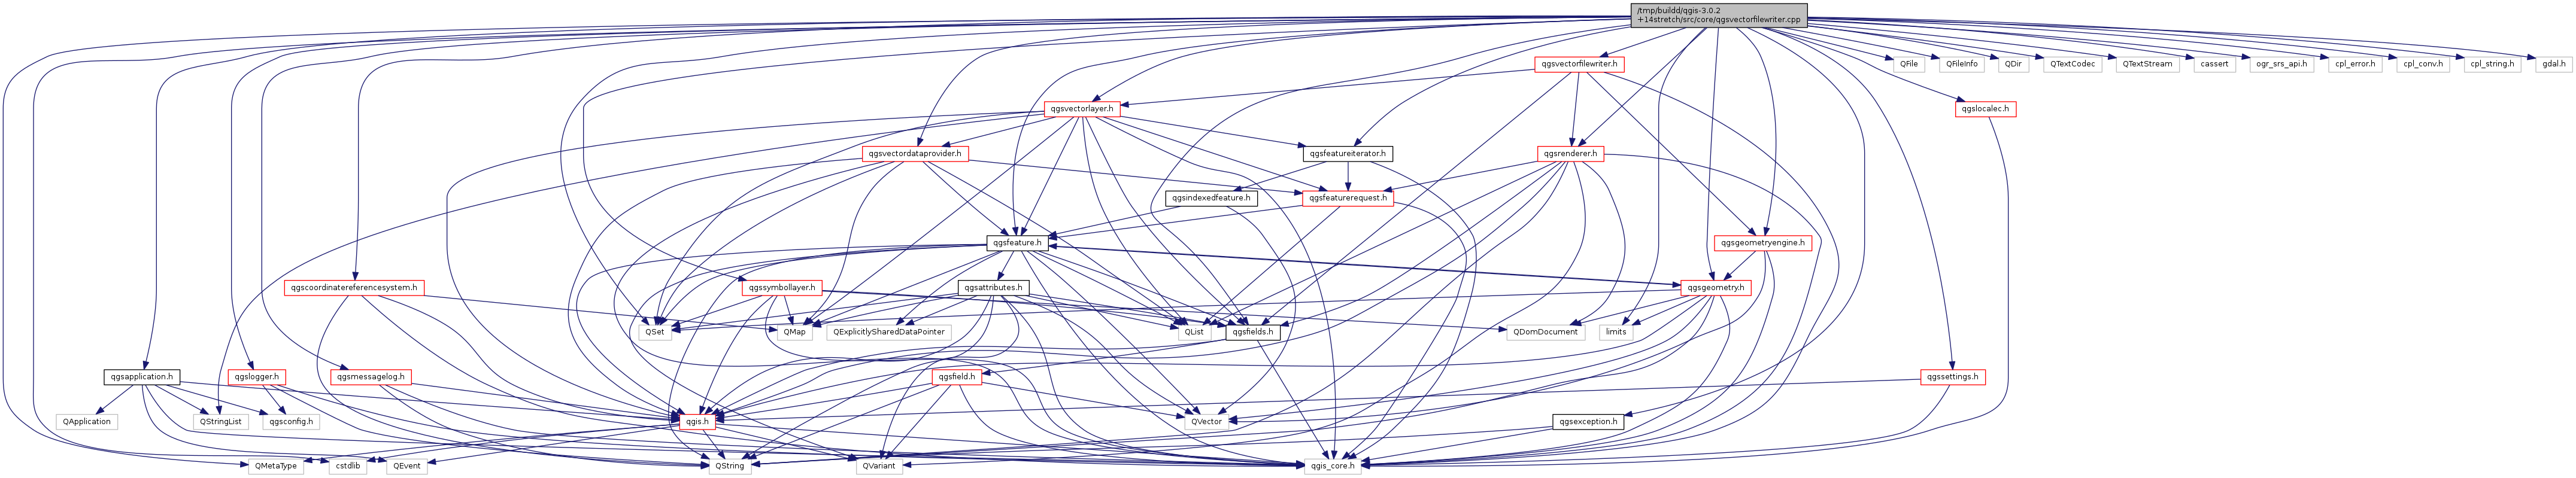 /tmp/buildd/qgis-3.0.2
+14stretch/src/core/qgsvectorfilewriter.cpp
qgsvectorfilewriter.h
QFile
QFileInfo
QDir
QTextCodec
QTextStream
cassert
ogr_srs_api.h
cpl_error.h
cpl_conv.h
cpl_string.h
gdal.h
qgsvectorlayer.h
qgslocalec.h
qgsvectordataprovider.h
qgsfeatureiterator.h
qgsrenderer.h
qgsindexedfeature.h
qgsfeaturerequest.h
qgsfeature.h
qgsgeometryengine.h
qgscoordinatereferencesystem.h
qgssymbollayer.h
qgsattributes.h
qgsgeometry.h
QSet
QMap
QExplicitlySharedDataPointer
QList
qgsfields.h
QDomDocument
limits
qgsapplication.h
qgslogger.h
qgsmessagelog.h
qgsfield.h
qgssettings.h
QApplication
QStringList
qgsconfig.h
qgis.h
QVector
qgsexception.h
QMetaType
cstdlib
QEvent
QString
QVariant
qgis_core.h